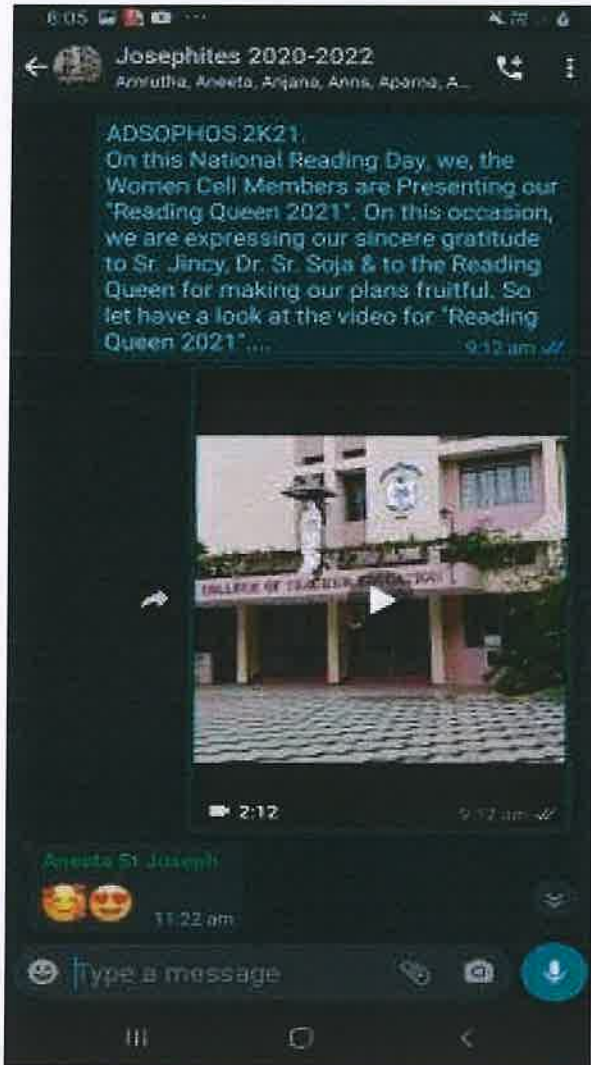 6:05
Josephites 2020-2022
Amrutha, Aneeta, Anjana, Anns, Aparna, A...
ADSOPHOS 2K21.
On this National Reading Day, we, the
Women Cell Members are Presenting our
"Reading Queen 2021". On this occasion,
we are expressing our sincere gratitude
to Sr. Jincy, Dr. Sr. Soja & to the Reading
Queen for making our plans fruitful. So
let have a look at the video for "Reading
Queen 2021"....
9:12 am
COLLEGE OF TEACHER EDUCATION
2:12
9:12 am
Aneeta St Joseph
11:22 am
Type a message